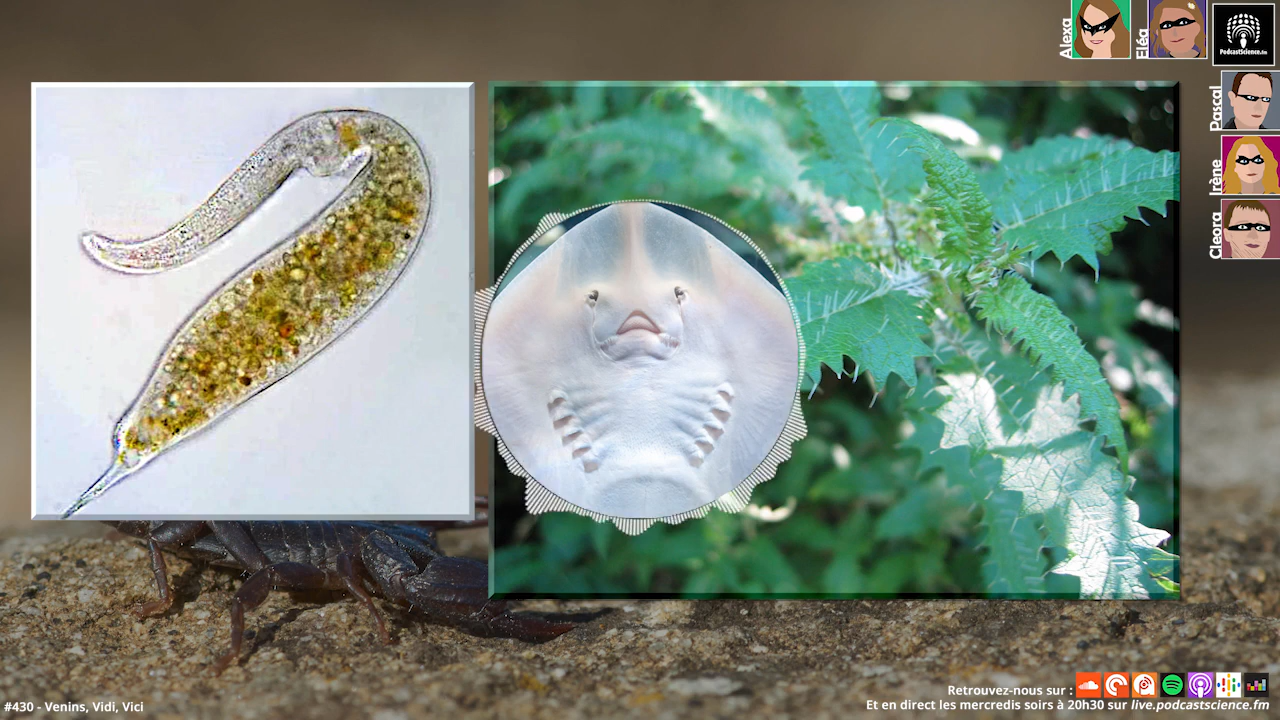 Alexa
Eléa
PodcastScience.fm
Pascal
Irène
Cleora
Retrouvez-nous sur :
#430 - Venins, Vidi, Vici
Et en direct les mercredis soirs à 20h30 sur live.podcastscience.fm